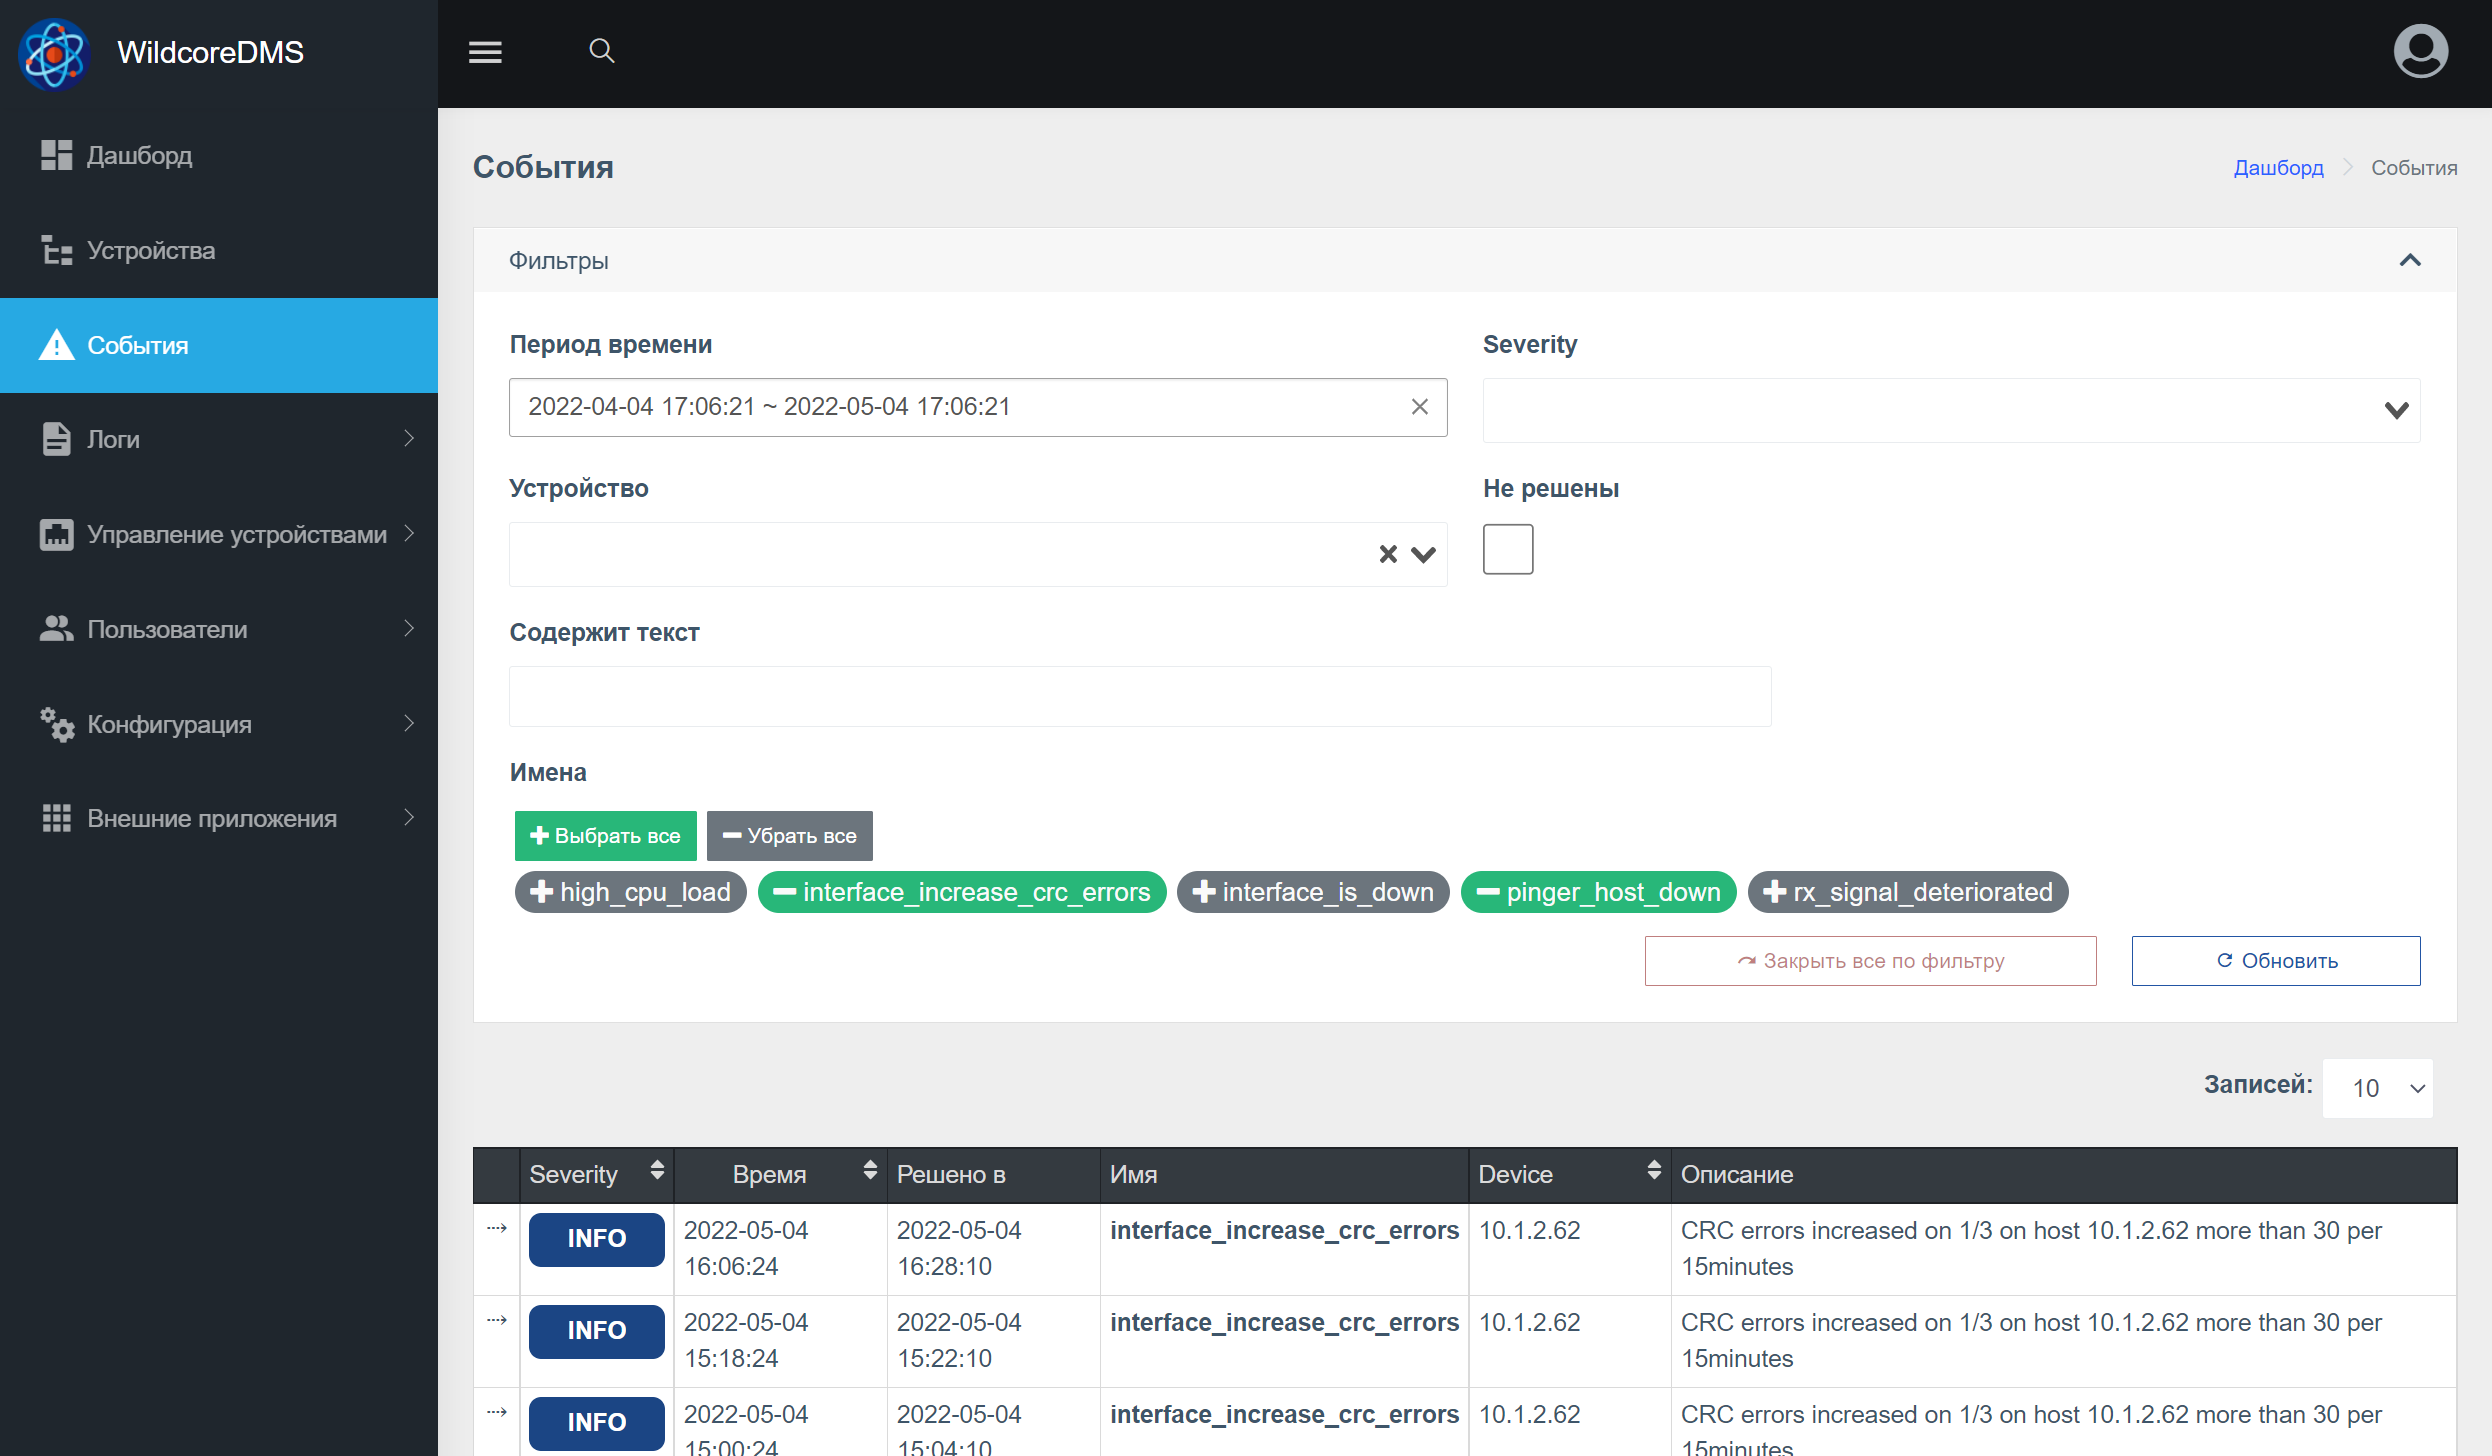 WildcoreDMS
Дашборд
Устройства
События
Логи
Управление устройствами
Пользователи
Конфигурация
Внешние приложения
События
Дашборд События
Фильтры
Период времени
2022-04-04 17:06:21 ~ 2022-05-04 17:06:21
Severity
Устройство
Не решены
Содержит текст
Имена
Выбрать все Убрать все
high_cpu_load interface_increase_crc_errors interface_is_down pinger_host_down rx_signal_deteriorated
Закрыть все по фильтру Обновить
Записей: 10
Severity Время Решено в Имя Device Описание
INFO 2022-05-04 2022-05-04 interface_increase_crc_errors 10.1.2.62 CRC errors increased on 1/3 on host 10.1.2.62 more than 30 per
16:06:24 16:28:10 15minutes
INFO 2022-05-04 2022-05-04 interface_increase_crc_errors 10.1.2.62 CRC errors increased on 1/3 on host 10.1.2.62 more than 30 per
15:18:24 15:22:10 15minutes
INFO 2022-05-04 2022-05-04 interface_increase_crc_errors 10.1.2.62 CRC errors increased on 1/3 on host 10.1.2.62 more than 30 per
15:00:24 15:04:10 15minutes